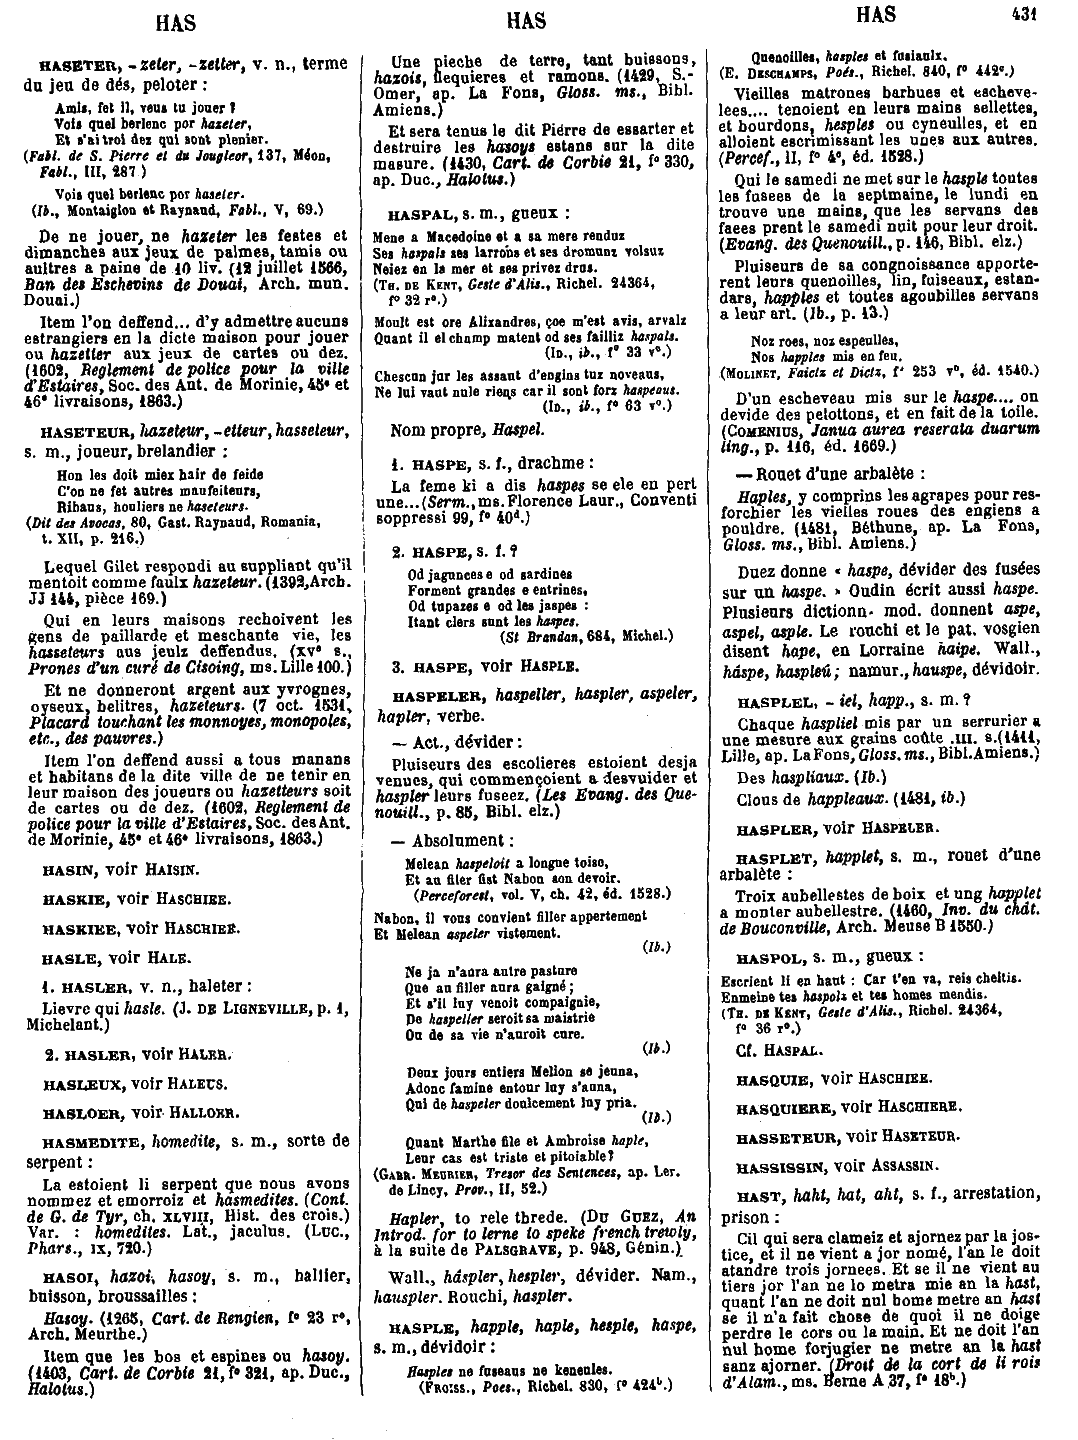 HAS
HAS
HAS
431
HASETER, -zeter, -zetter, v. n., terme
du jeu de dés, peloter :
Amis, fet il, veus tu jouer ?
Vois quel berlenc por hazeter,
Et s'ai troi dez qui sont plenier.
(Fabl. de S. Pierre et du Jougleor, 137, Méon,
Fabl., III, 287.)
Vois quel berlenc por haseter.
(Ib., Montaiglon et Raynaud, Fabl., V, 69.)
De ne jouer, ne hazeter les festes et
dimanches aux jeux de palmes, tamis ou
aultres a paine de 10 liv. (12 juillet 1566,
Ban des Eschevins de Douai, Arch. mun.
Douai.)
Item l'on deffend... d'y admettre aucuns
estrangiers en la dicte maison pour jouer
ou hazetter aux jeux de cartes ou dez.
(1602, Reglement de police pour la ville
d'Estaires, Soc. des Ant. de Morinie, 45e et
46e livraisons, 1863.)
HASETEUR, hazeteur, -etteur, hasseteur,
s. m., joueur, brelandier :
Hon les doit miex hair de feide
C'on ne fet autres maufeiteurs,
Ribaus, houliers ne haseteurs.
(Dit des Avocas, 80, Gast. Raynaud, Romania,
t. XII, p. 216.)
Lequel Gilet respondi au suppliant qu'il
mentoit comme faulx hazeteur. (1392, Arch.
JJ 144, pièce 169.)
Qui en leurs maisons rechoivent les
gens de paillarde et meschante vie, les
hasseteurs aus jeulz deffendus. (XVe s.,
Prones d'un curé de Cisoing, ms. Lille 100.)
Et ne donneront argent aux yvrognes,
oyseux, belitres, hazeteurs. (7 oct. 1531,
Placard touchant les monnoyes, monopoles,
etc., des pauvres.)
Item l'on deffend aussi a tous manans
et habitans de la dite ville de ne tenir en
leur maison des joueurs ou hazetteurs soit
de cartes ou de dez. (1602, Reglement de
police pour la ville d'Estaires, Soc. des Ant.
de Morinie, 45e et 46e livraisons, 1863.)
HASIN, voir HAISIN.
HASKIE, voir HASCHIEE.
HASKIEE, voir HASCHIEE.
HASLE, voir HALE.
1. HASLER, v. n., haleter :
Lievre qui hasle. (J. DE LIGNEVILLE, p. 1,
Michelant.)
2. HASLER, voir HALER.
HASLEUX, voir HALEUS.
HASLOER, voir HALLOER.
HASMEDITE, homedite, s. m., sorte de
serpent :
La estoient li serpent que nous avons
nommez et emorroiz et hasmedites. (Cont.
de G. de Tyr, ch. XLVIII, Hist. des crois.)
Var. : homedites. Lat., jaculus. (LUC.,
Phars., IX, 720.)
HASOI, hazoi, hasoy, s. m., hallier,
buisson, broussailles :
Hasoy. (1265, Cart. de Rengien, fo 23 ro,
Arch. Meurthe.)
Item que les bos et espines ou hasoy.
(1403, Cart. de Corbie 21, fo 321, ap. Duc.,
Halotus.)
Une pieche de terre, tant buissons,
hazois, nequieres et ramons. (1429, S.-
Omer, ap. La Fons, Gloss. ms., Bibl.
Amiens.)
Et sera tenus le dit Pierre de essarter et
destruire les hasoys estans sur la dite
masure. (1430, Cart. de Corbie 21, fo 330,
ap. Duc., Halotus.)
HASPAL, s. m., gueux :
Mene a Macedoine et a sa mere renduz
Ses haspals ses larrons et ses dromunz volsuz
Neiez en la mer et ses privez drus.
(TH. DE KENT, Geste d'Alis., Richel. 24364,
fo 32 ro.)
Moult est ore Alixandres, çoe m'est avis, arvalz
Quant il el champ matent od ses failliz haspals.
(ID., ib., fo 33 vo.)
Chescun jur les assant d'engins tuz noveaus,
Ne lui vaut nule riens car il sont forz haspeaus.
(ID., ib., fo 63 vo.)
Nom propre, Haspel.
1. HASPE, s. f., drachme :
La feme ki a dis haspes se ele en pert
une... (Serm., ms. Florence Laur., Conventi
soppressi 99, fo 40d.)
2. HASPE, s. f. ?
Od jagunces e od sardines
Forment grandes e entrines,
Od tupazes e od les jaspes :
Itant clers sunt les haspes.
(St Brandan, 684, Michel.)
3. HASPE, voir HASPLE.
HASPELER, haspeller, haspler, aspeler,
hapler, verbe.
— Act., dévider :
Pluiseurs des escolieres estoient desja
venues, qui commençoient a desvuider et
haspler leurs fuseez. (Les Evang. des Que-
nouill., p. 85, Bibl. elz.)
— Absolument :
Melean haspeloit a longue toise,
Et au filer fist Nabon son devoir.
(Perceforest, vol. V, ch. 42, éd. 1528.)
Nabon, il vous convient filler appertement
Et Melean aspeler vistement.
(Ib.)
Ne ja n'aura autre pasture
Que au filler aura gaigné ;
Et s'il luy venoit compaignie,
De haspeller seroit sa maistrie
Ou de sa vie n'auroit cure.
(Ib.)
Deux jours entiers Melion se jeuna,
Adonc famine entour luy s'auna,
Qui de haspeler doulcement luy pria.
(Ib.)
Quant Marthe file et Ambroise haple,
Leur cas est triste et pitoiable ?
(GABR. MEURIER, Tresor des Sentences, ap. Ler.
de Lincy, Prov., II, 52.)
Hapler, to rele threde. (DU GUEZ, An
Introd. for to lerne to speke french trewly,
à la suite de PALSGRAVE, p. 948, Génin.)
Wall., háspler, hespler, dévider. Nam.,
hauspler. Rouchi, haspler.
HASPLE, happle, haple, hesple, haspe,
s. m., dévidoir :
Hasples ne fuseaus ne keneules.
(FROISS., Poes., Richel. 830, fo 424b.)
Quenoilles, hasples et fusiaulx.
(E. DESCHAMPS, Poés., Richel. 840, fo 442c.)
Vieilles matrones barbues et escheve-
lees.... tenoient en leurs mains sellettes,
et bourdons, hesples ou cyneulles, et en
alloient escrimissant les unes aux autres.
(Percef., II, fo 4c, éd. 1528.)
Qui le samedi ne met sur le hasple toutes
les fusees de la septmaine, le lundi en
trouve une mains, que les servans des
faees prent le samedi nuit pour leur droit.
(Evang. des Quenouill., p. 146, Bibl. elz.)
Pluiseurs de sa congnoissance apporte-
rent leurs quenoilles, lin, fuiseaux, estan-
dars, happles et toutes agoubilles servans
a leur art. (Ib., p. 13.)
Noz roes, noz espeulles,
Nos happles mis en feu.
(MOLINET, Faictz et Dictz, fo 253 vo, éd. 1540.)
D'un escheveau mis sur le haspe.... on
devide des pelottons, et en fait de la toile.
(COMENIUS, Janua aurea reserata duarum
ling., p. 116, éd. 1669.)
— Rouet d'une arbalète :
Haples, y comprins les agrapes pour res-
forchier les vielles roues des engiens a
pouldre. (1481, Béthune, ap. La Fons,
Gloss. ms., Bibl. Amiens.)
Duez donne « haspe, dévider des fusées
sur un haspe. » Oudin écrit aussi haspe.
Plusieurs dictionn. mod. donnent aspe,
aspel, asple. Le rouchi et le pat. vosgien
disent hape, en Lorraine haipe. Wall.,
háspe, haspleû ; namur., hauspe, dévidoir.
HASPLEL, - iel, happ., s. m. ?
Chaque haspliel mis par un serrurier a
une mesure aux grains coûte .III. s. (1411,
Lille, ap. La Fons, Gloss. ms., Bibl. Amiens.)
Des haspliaux. (Ib.)
Clous de happleaux. (1481, ib.)
HASPLER, voir HASPELER.
HASPLET, happlet, s. m., rouet d'une
arbalète :
Troix aubellestes de boix et ung happlet
a monter aubellestre. (1460, Inv. du chât.
de Bouconville, Arch. Meuse B 1550.)
HASPOL, s. m., gueux :
Escrient li en haut : Car t'en va, reis cheitis.
Enmeine tes haspolz et tes homes mendis.
(TH. DE KENT, Geste d'Alis., Richel. 24364,
fo 36 ro.)
Cf. HASPAL.
HASQUIE, voir HASCHIEE.
HASQUIERE, voir HASCHIERE.
HASSETEUR, voir HASETEUR.
HASSISSIN, voir ASSASSIN.
HAST, haht, hat, aht, s. f., arrestation,
prison :
Cil qui sera clameiz et ajornez par la jos-
tice, et il ne vient a jor nomé, l'an le doit
atandre trois jornees. Et se il ne vient au
tiers jor l'an ne lo metra mie an la hast,
quant l'an ne doit nul home metre an hast
se il n'a fait chose de quoi il ne doige
perdre le cors ou la main. Et ne doit l'an
nul home forjugier ne metre an la hast
sanz ajorner. (Droit de la cort de li rois
d'Alam., ms. Berne A 37, fo 18b.)